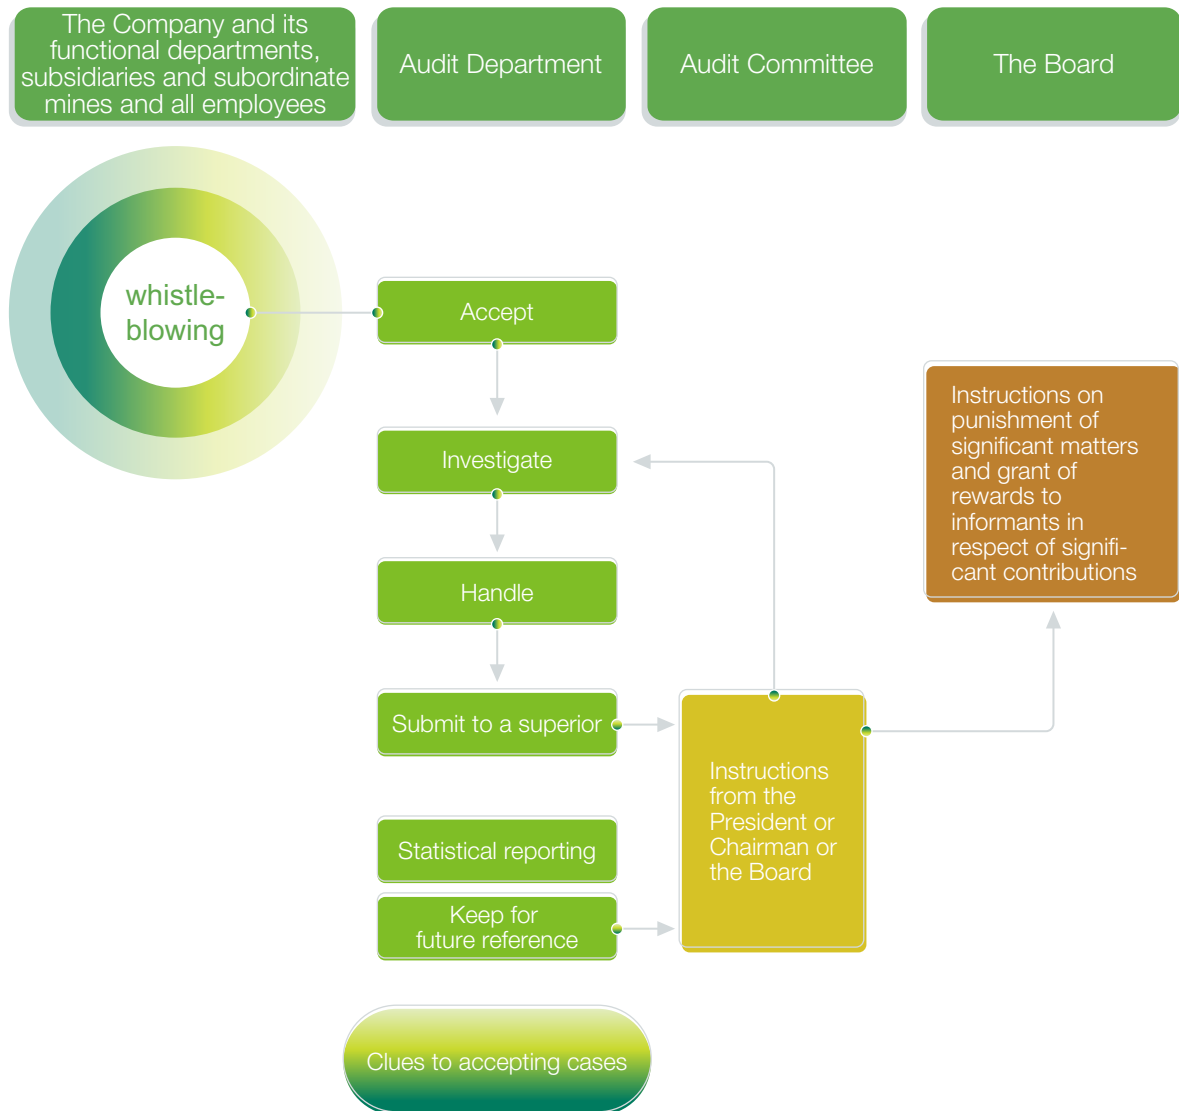 The Company and its
functional departments,
subsidiaries and subordinate
mines and all employees
Audit Department
Audit Committee
The Board
whistle-
blowing
Accept
Investigate
Handle
Submit to a superior
Statistical reporting
Keep for
future reference
Clues to accepting cases
Instructions
from the
President or
Chairman or
the Board
Instructions on
punishment of
significant matters
and grant of
rewards to
informants in
respect of signifi-
cant contributions